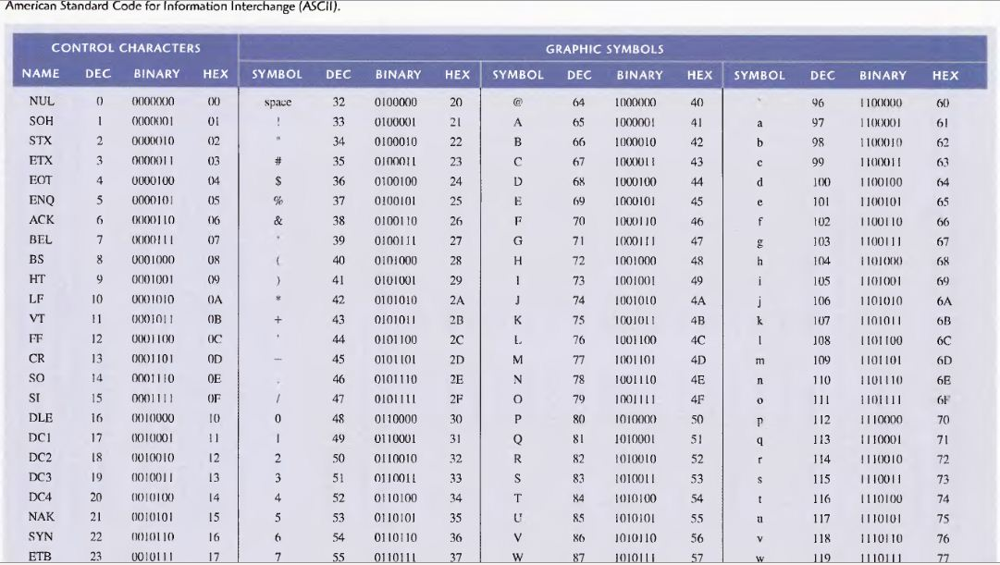 American Standard Code for Information Interchange (ASCII).
CONTROL CHARACTERS GRAPHIC SYMBOLS
NAME DEC BINARY HEX SYMBOL DEC BINARY HEX SYMBOL DEC BINARY HEX SYMBOL DEC BINARY HEX
NUL 0 0000000 00 space 32 0100000 20 @ 64 1000000 40 ` 96 1100000 60
SOH 1 0000001 01 ! 33 0100001 21 A 65 1000001 41 a 97 1100001 61
STX 2 0000010 02 " 34 0100010 22 B 66 1000010 42 b 98 1100010 62
ETX 3 0000011 03 # 35 0100011 23 C 67 1000011 43 c 99 1100011 63
EOT 4 0000100 04 $ 36 0100100 24 D 68 1000100 44 d 100 1100100 64
ENQ 5 0000101 05 % 37 0100101 25 E 69 1000101 45 e 101 1100101 65
ACK 6 0000110 06 & 38 0100110 26 F 70 1000110 46 f 102 1100110 66
BEL 7 0000111 07 ' 39 0100111 27 G 71 1000111 47 g 103 1100111 67
BS 8 0001000 08 ( 40 0101000 28 H 72 1001000 48 h 104 1101000 68
HT 9 0001001 09 ) 41 0101001 29 I 73 1001001 49 i 105 1101001 69
LF 10 0001010 0A * 42 0101010 2A J 74 1001010 4A j 106 1101010 6A
VT 11 0001011 0B + 43 0101011 2B K 75 1001011 4B k 107 1101011 6B
FF 12 0001100 0C ' 44 0101100 2C L 76 1001100 4C l 108 1101100 6C
CR 13 0001101 0D – 45 0101101 2D M 77 1001101 4D m 109 1101101 6D
SO 14 0001110 0E . 46 0101110 2E N 78 1001110 4E n 110 1101110 6E
SI 15 0001111 0F / 47 0101111 2F O 79 1001111 4F o 111 1101111 6F
DLE 16 0010000 10 0 48 0110000 30 P 80 1010000 50 p 112 1110000 70
DC1 17 0010001 11 1 49 0110001 31 Q 81 1010001 51 q 113 1110001 71
DC2 18 0010010 12 2 50 0110010 32 R 82 1010010 52 r 114 1110010 72
DC3 19 0010011 13 3 51 0110011 33 S 83 1010011 53 s 115 1110011 73
DC4 20 0010100 14 4 52 0110100 34 T 84 1010100 54 t 116 1110100 74
NAK 21 0010101 15 5 53 0110101 35 U 85 1010101 55 u 117 1110101 75
SYN 22 0010110 16 6 54 0110110 36 V 86 1010110 56 v 118 1110110 76
ETB 23 0010111 17 7 55 0110111 37 W 87 1010111 57 w 119 1110111 77